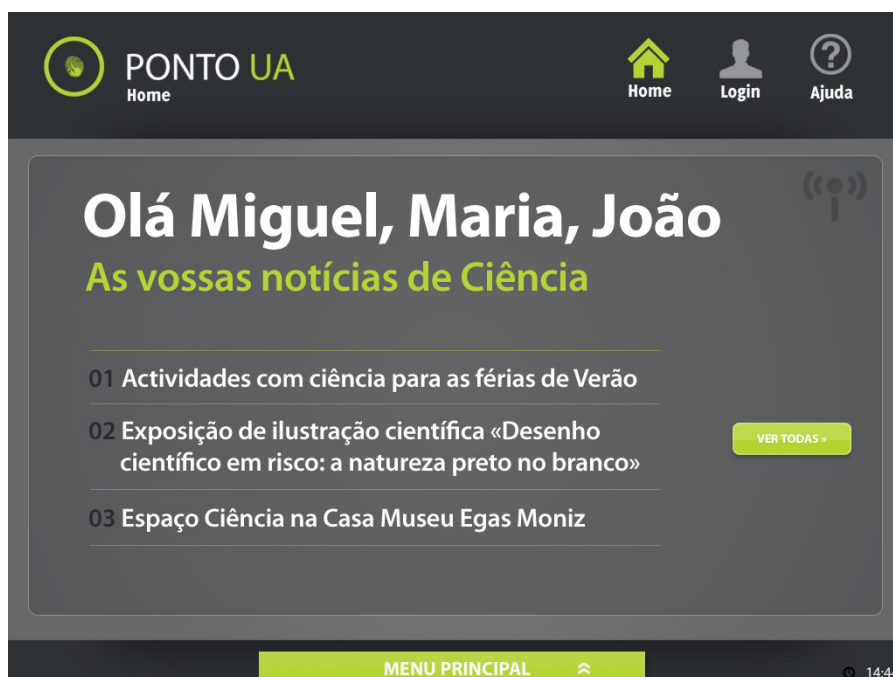 PONTO UA
Home
Home
Login
Ajuda
Olá Miguel, Maria, João
As vossas notícias de Ciência
01 Actividades com ciência para as férias de Verão
02 Exposição de ilustração científica «Desenho
científico em risco: a natureza preto no branco»
VER TODAS »
03 Espaço Ciência na Casa Museu Egas Moniz
MENU PRINCIPAL